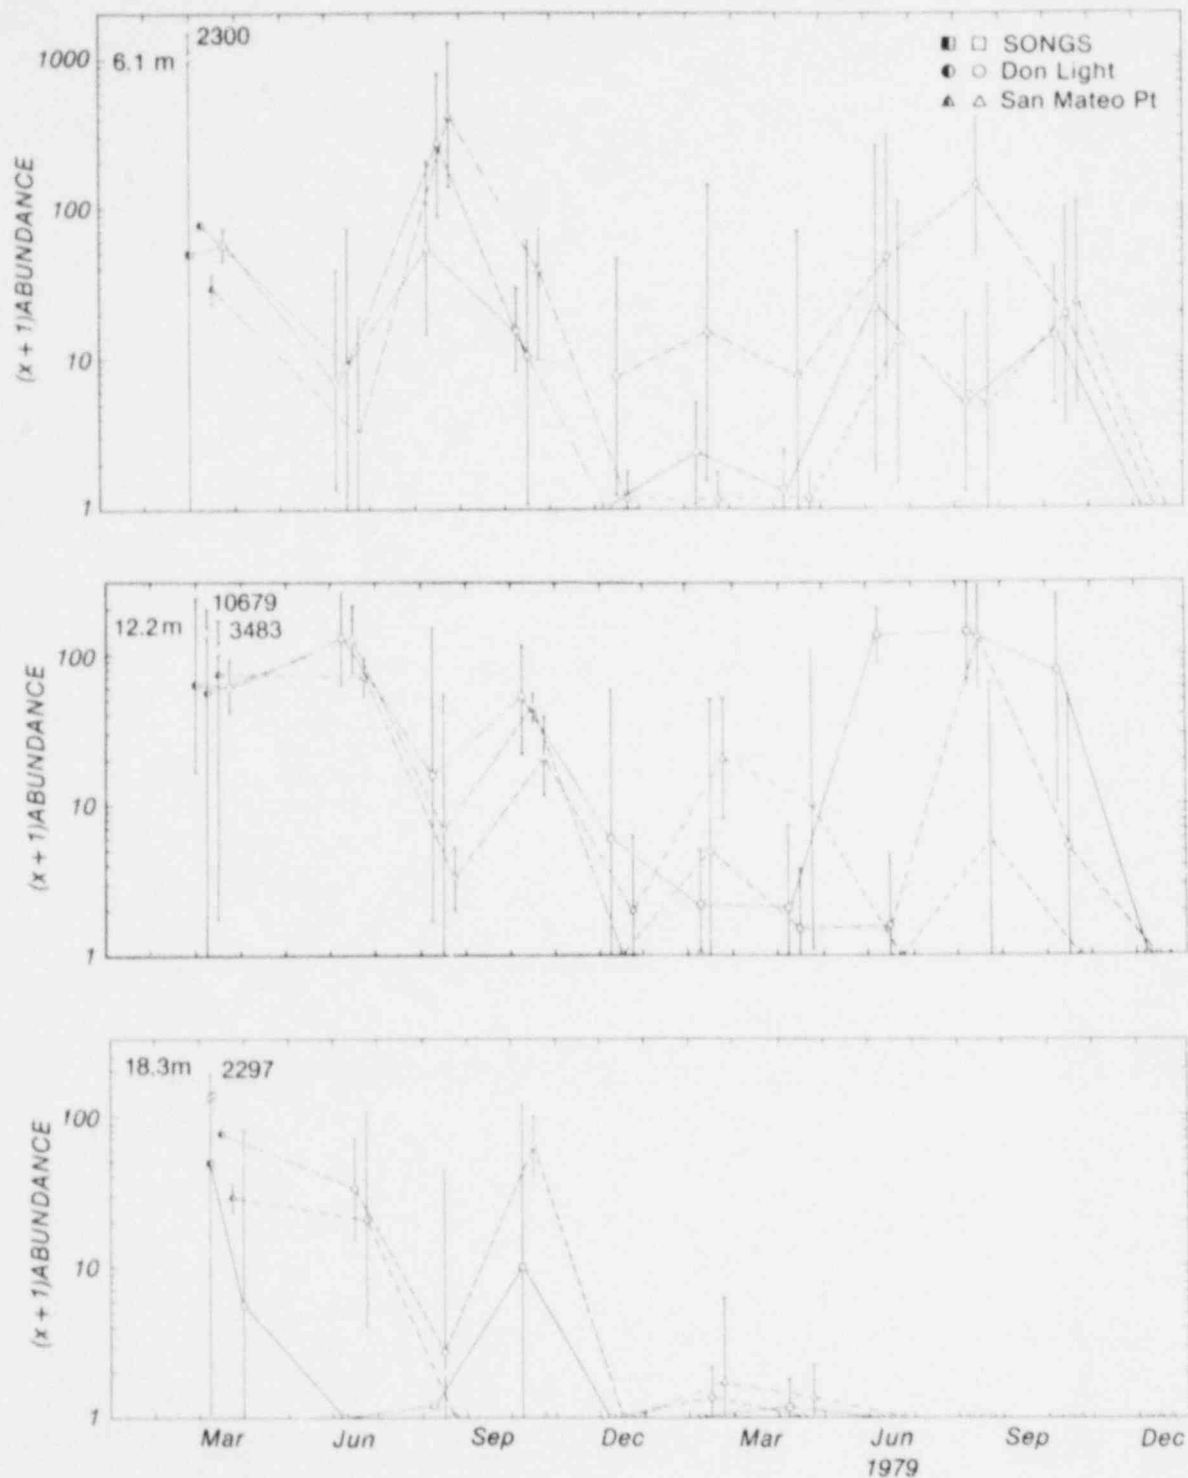 2300
1000
6.1 m
SONGS
Don Light
San Mateo Pt
100
10
1
(x + 1)ABUNDANCE
10679
12.2 m
3483
100
10
1
(x + 1)ABUNDANCE
18.3m
2297
100
10
1
(x + 1)ABUNDANCE
Mar Jun Sep Dec Mar Jun Sep Dec
1979